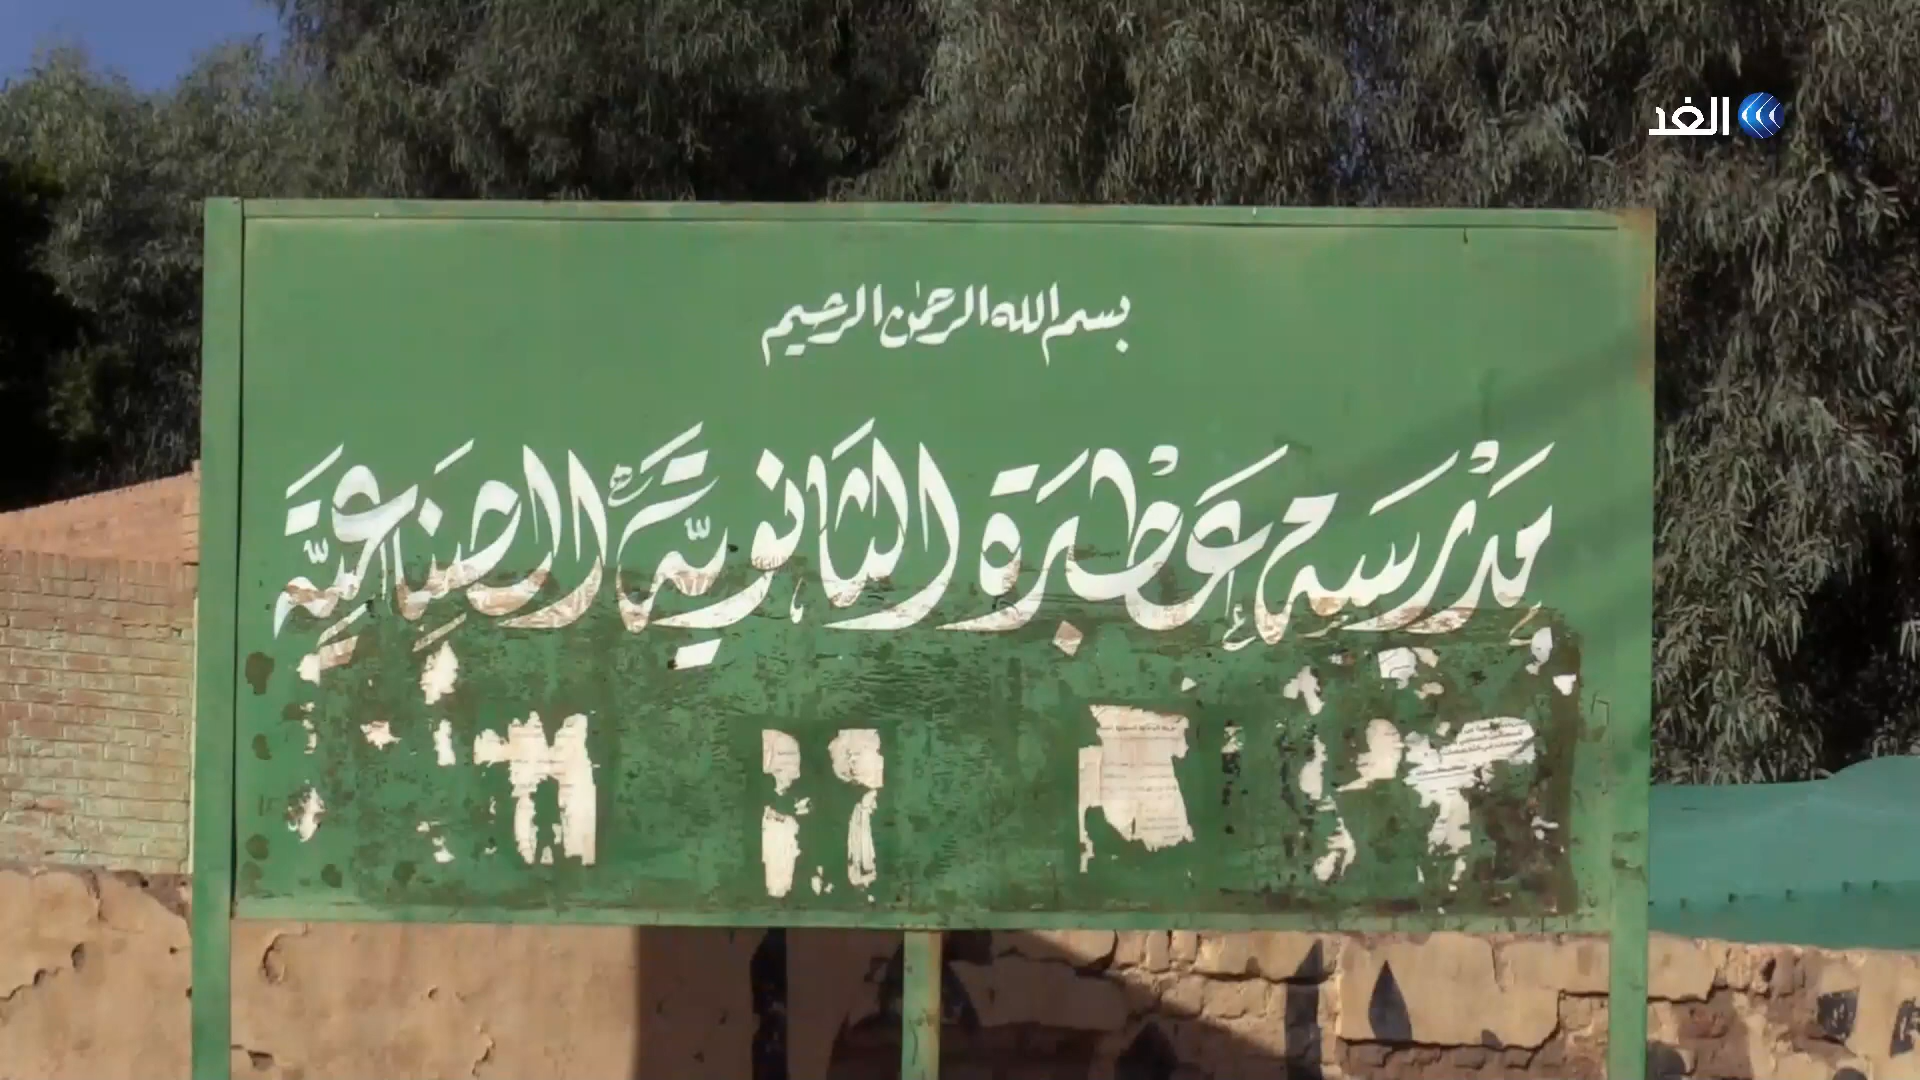 الغد
بسم الله الرحمن الرحيم
مدرسة عطبرة الثانوية الصناعية